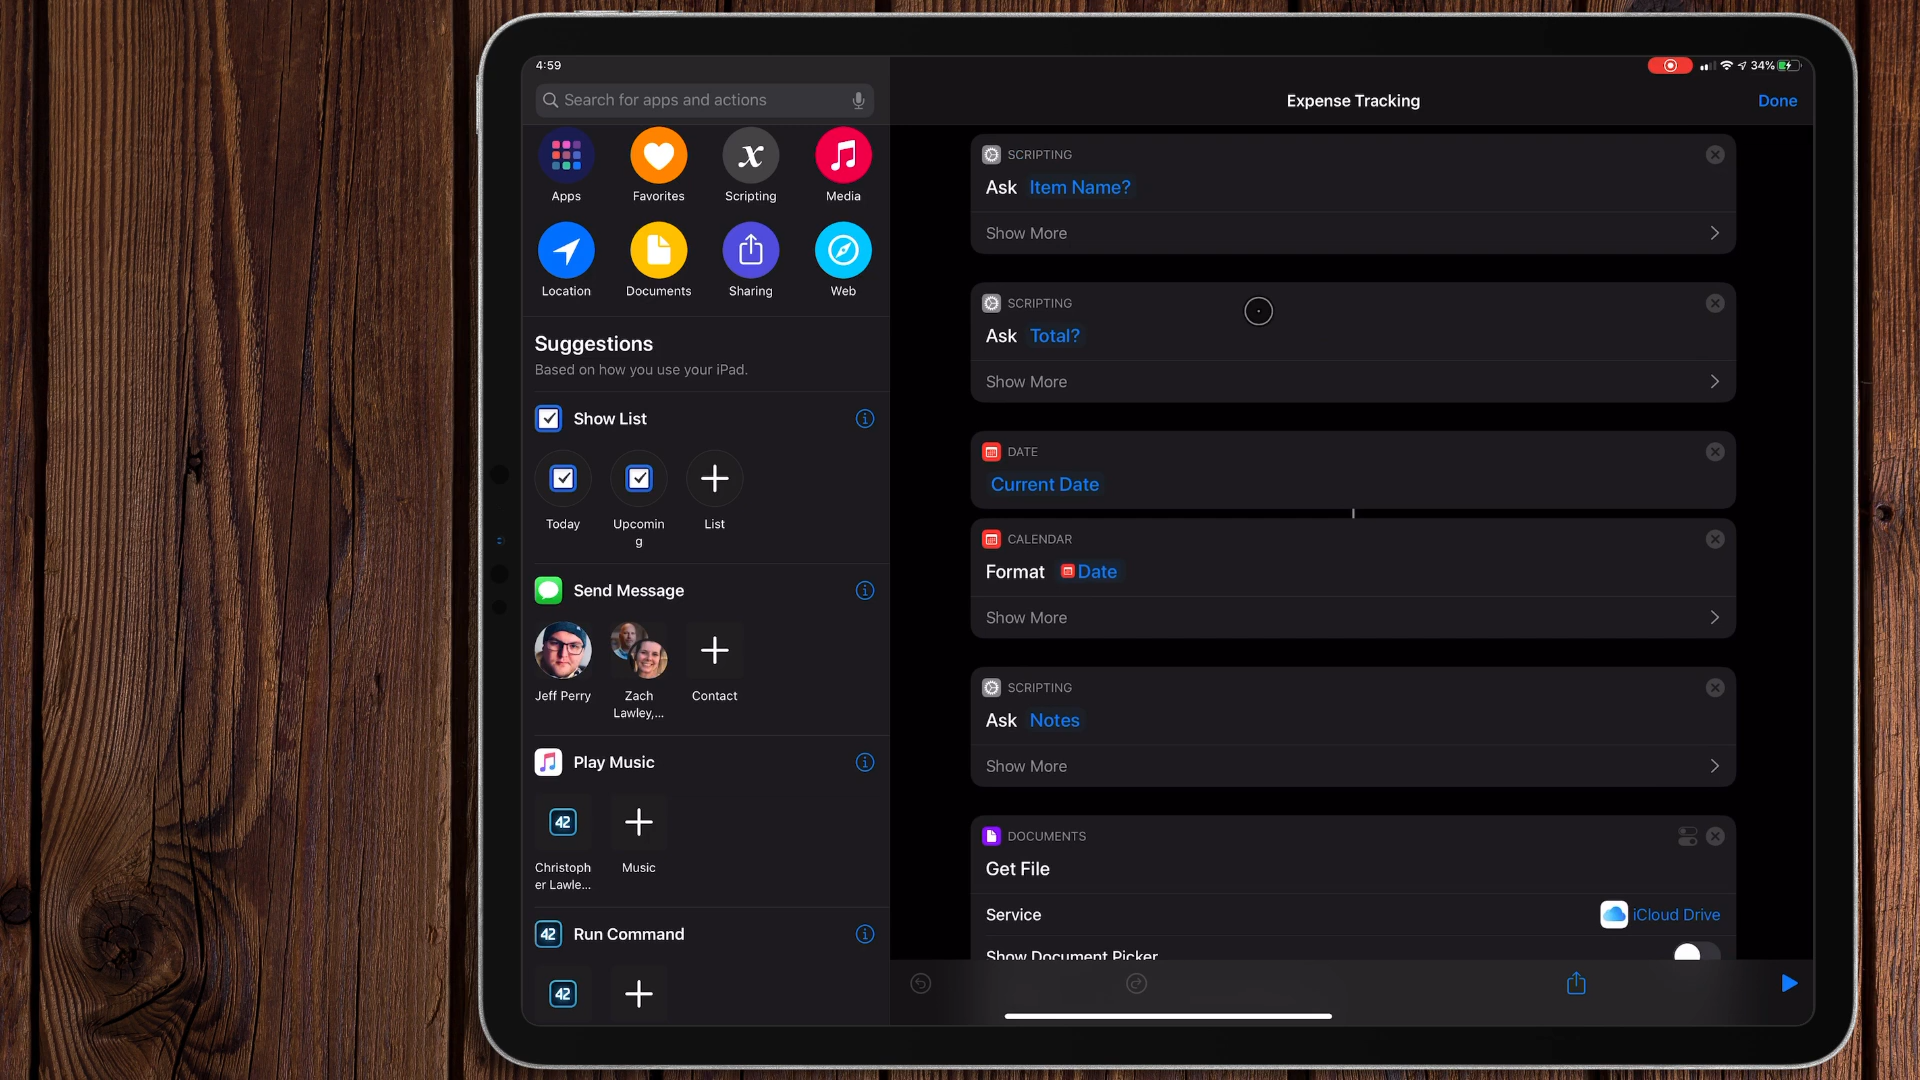 4:59
34%
Search for apps and actions
Expense Tracking
Done
Apps
Favorites
Scripting
Media
Location
Documents
Sharing
Web
Suggestions
Based on how you use your iPad.
Show List
Today
Upcomin
g
List
Send Message
Jeff Perry
Zach
Lawley,...
Contact
Play Music
42
Christoph
er Lawle...
Music
42
Run Command
42
SCRIPTING
Ask Item Name?
Show More
SCRIPTING
Ask Total?
Show More
DATE
Current Date
CALENDAR
Format Date
Show More
SCRIPTING
Ask Notes
Show More
DOCUMENTS
Get File
Service
iCloud Drive
Show Document Picker